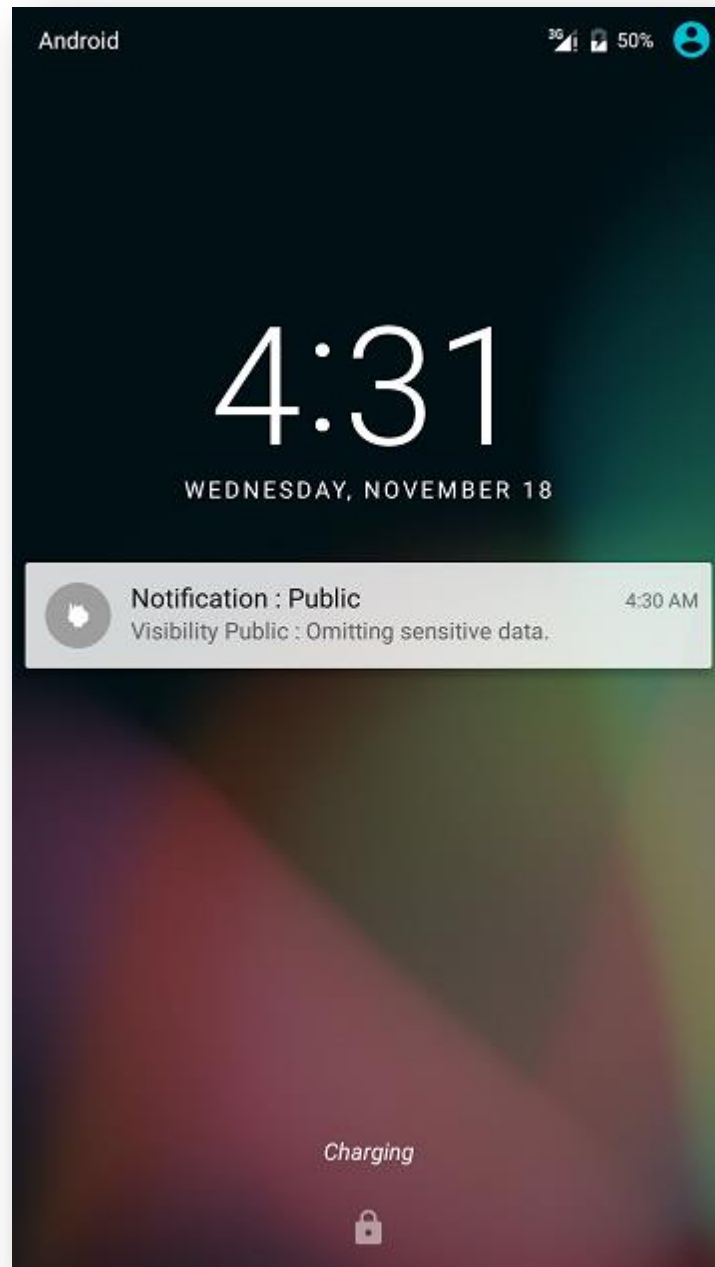 Android
3G 50%
4:31
WEDNESDAY, NOVEMBER 18
Notification : Public
4:30 AM
Visibility Public : Omitting sensitive data.
Charging